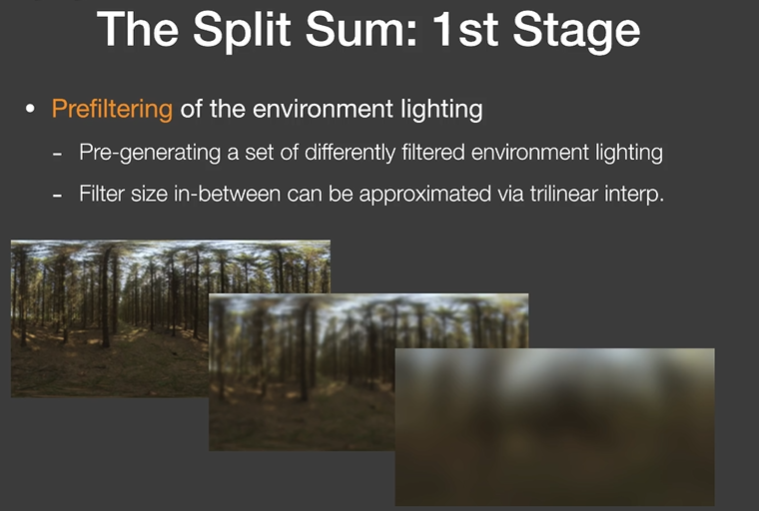 The Split Sum: 1st Stage
• Prefiltering of the environment lighting
- Pre-generating a set of differently filtered environment lighting
- Filter size in-between can be approximated via trilinear interp.